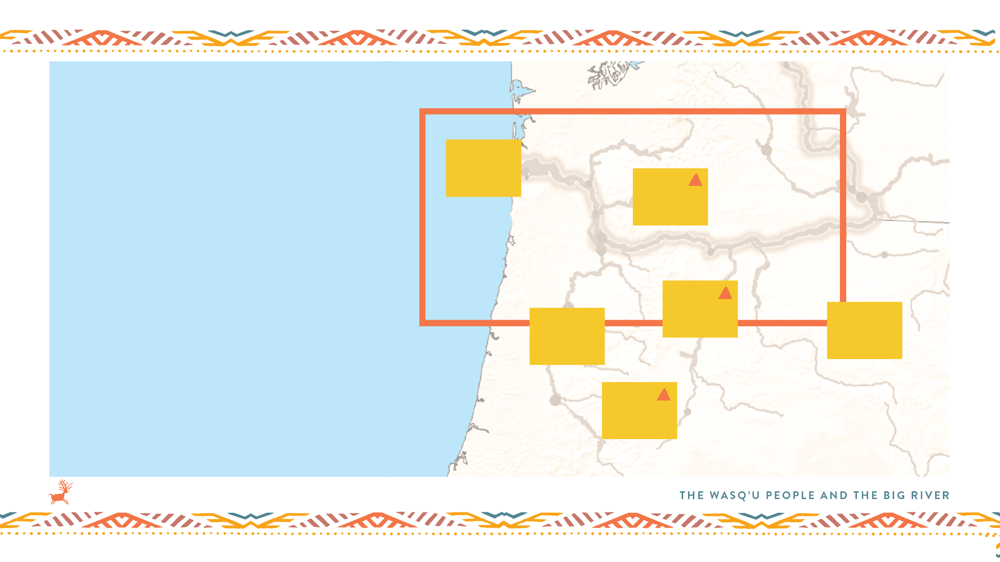 THE WASQ’U PEOPLE AND THE BIG RIVER